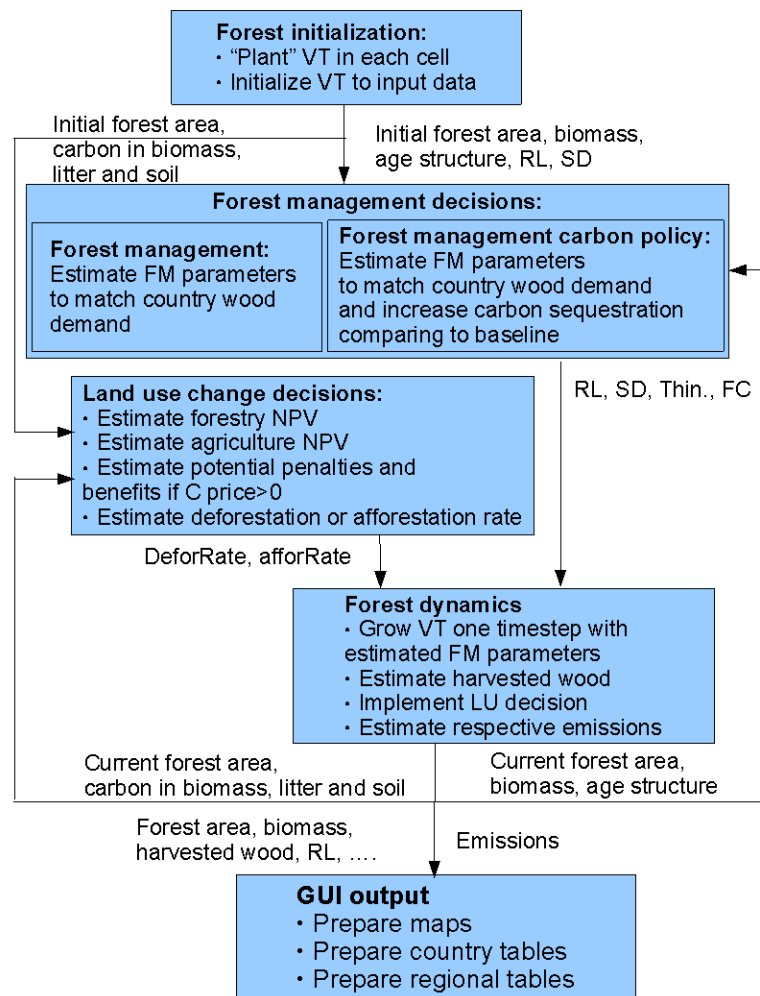 Forest initialization:
· “Plant” VT in each cell
· Initialize VT to input data
Initial forest area,
carbon in biomass,
litter and soil
Initial forest area, biomass,
age structure, RL, SD
Forest management decisions:
Forest management:
Estimate FM parameters
to match country wood
demand
Forest management carbon policy:
Estimate FM parameters
to match country wood demand
and increase carbon sequestration
comparing to baseline
RL, SD, Thin., FC
Land use change decisions:
· Estimate forestry NPV
· Estimate agriculture NPV
· Estimate potential penalties and
benefits if C price>0
· Estimate deforestation or afforestation rate
DeforRate, afforRate
Forest dynamics
· Grow VT one timestep with
estimated FM parameters
· Estimate harvested wood
· Implement LU decision
· Estimate respective emissions
Current forest area,
carbon in biomass, litter and soil
Current forest area,
biomass, age structure
Forest area, biomass,
harvested wood, RL, ….
Emissions
GUI output
· Prepare maps
· Prepare country tables
· Prepare regional tables